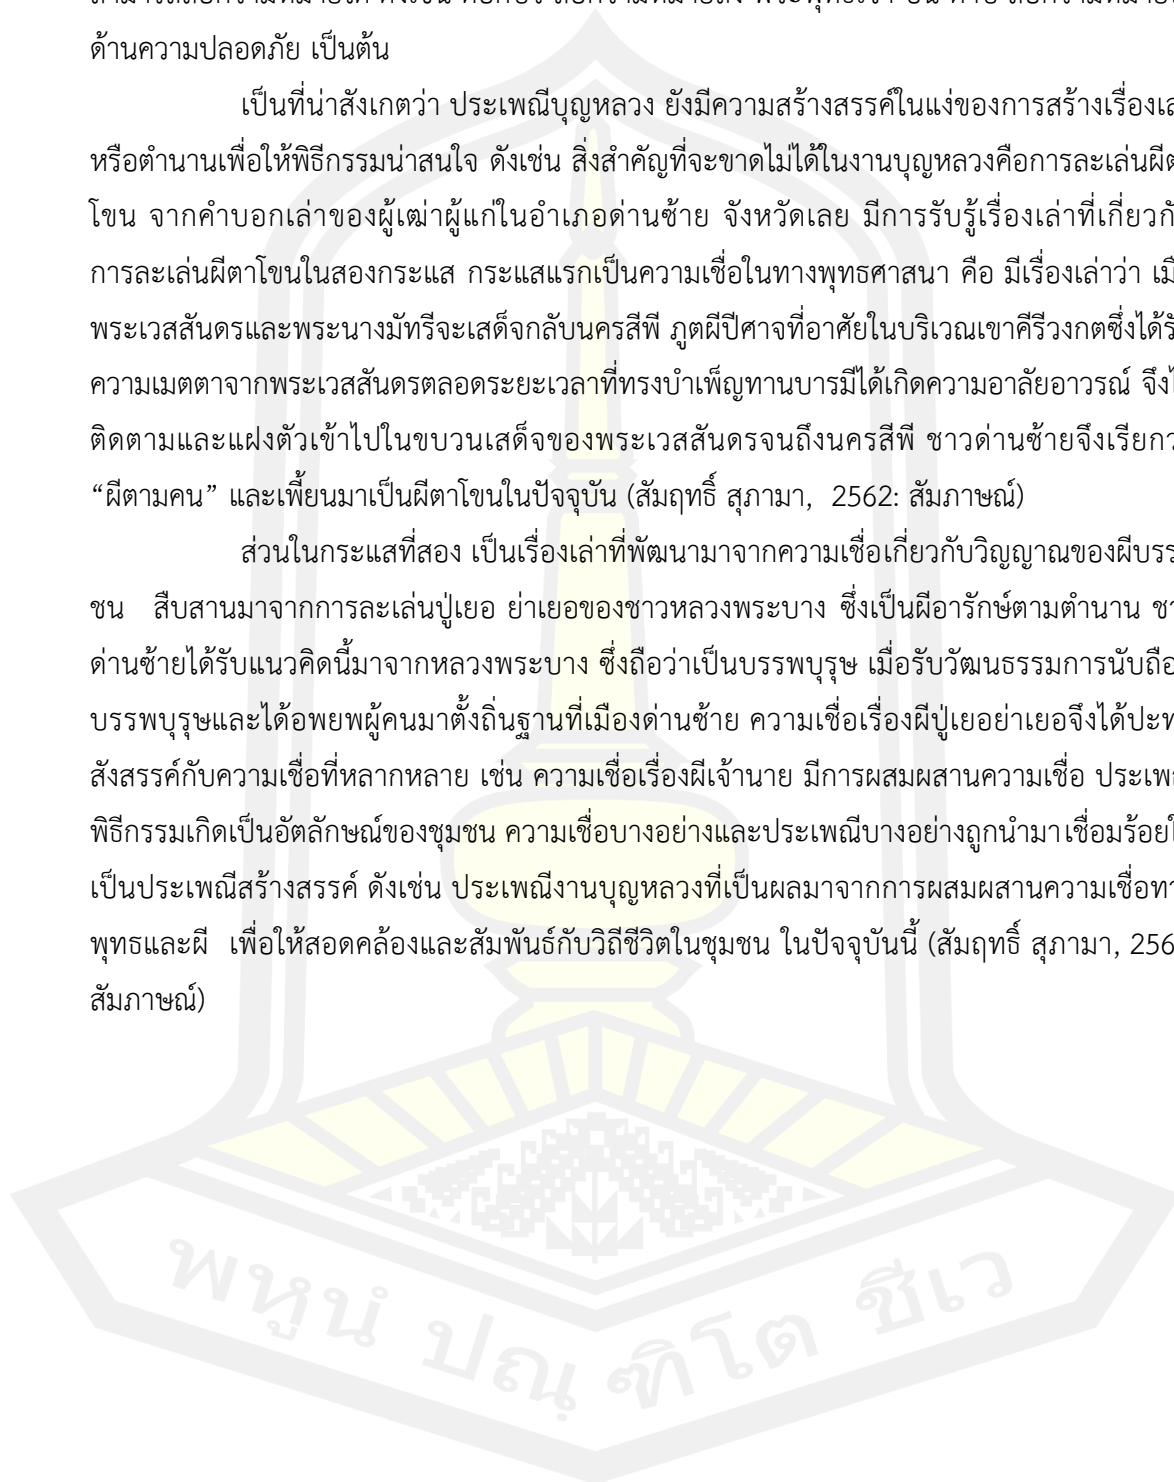 ด้านความปลอดภัย เป็นต้น
เป็นที่น่าสังเกตว่า ประเพณีบุญหลวง ยังมีความสร้างสรรค์ในแง่ของการสร้างเรื่อง
หรือตำนานเพื่อให้พิธีกรรมน่าสนใจ ดังเช่น สิ่งสำคัญที่จะขาดไม่ได้ในงานบุญหลวงคือการละเล่น
โขน จากคำบอกเล่าของผู้เฒ่าผู้แก่ในอำเภอด่านซ้าย จังหวัดเลย มีการรับรู้เรื่องเล่าที่เกี่ยว
การละเล่นผีตาโขนในสองกระแส กระแสแรกเป็นความเชื่อในทางพุทธศาสนา คือ มีเรื่องเล่าว่า
พระเวสสันดรและพระนางมัทรีจะเสด็จกลับนครสีพี ภูตผีปีศาจที่อาศัยในบริเวณเขาคีรีวงกตซึ่งได้
ความเมตตาจากพระเวสสันดรตลอดระยะเวลาที่ทรงบำเพ็ญทานบารมีได้เกิดความอาลัยอาวรณ์ จึง
ติดตามและแฝงตัวเข้าไปในขบวนเสด็จของพระเวสสันดรจนถึงนครสีพี ชาวด่านซ้ายจึงเรียก
“ผีตามคน” และเพี้ยนมาเป็นผีตาโขนในปัจจุบัน (สัมฤทธิ์ สุภามา, 2562: สัมภาษณ์)
ส่วนในกระแสที่สอง เป็นเรื่องเล่าที่พัฒนามาจากความเชื่อเกี่ยวกับวิญญาณของผี
ชน สืบสานมาจากการละเล่นปู่เยอ ย่าเยอของชาวหลวงพระบาง ซึ่งเป็นผีอารักษ์ตามตำนาน
ด่านซ้ายได้รับแนวคิดนี้มาจากหลวงพระบาง ซึ่งถือว่าเป็นบรรพบุรุษ เมื่อรับวัฒนธรรมการนับถือ
บรรพบุรุษและได้อพยพผู้คนมาตั้งถิ่นฐานที่เมืองด่านซ้าย ความเชื่อเรื่องผีปู่เยอย่าเยอจึงได้
สังสรรค์กับความเชื่อที่หลากหลาย เช่น ความเชื่อเรื่องผีเจ้านาย มีการผสมผสานความเชื่อ
พิธีกรรมเกิดเป็นอัตลักษณ์ของชุมชน ความเชื่อบางอย่างและประเพณีบางอย่างถูกนำมาเชื่อมร้อย
เป็นประเพณีสร้างสรรค์ ดังเช่น ประเพณีงานบุญหลวงที่เป็นผลมาจากการผสมผสานความเชื่อ
พุทธและผี เพื่อให้สอดคล้องและสัมพันธ์กับวิถีชีวิตในชุมชน ในปัจจุบันนี้ (สัมฤทธิ์ สุภามา,
สัมภาษณ์)
พหูนํ ปณฺฑิโต ชีเว